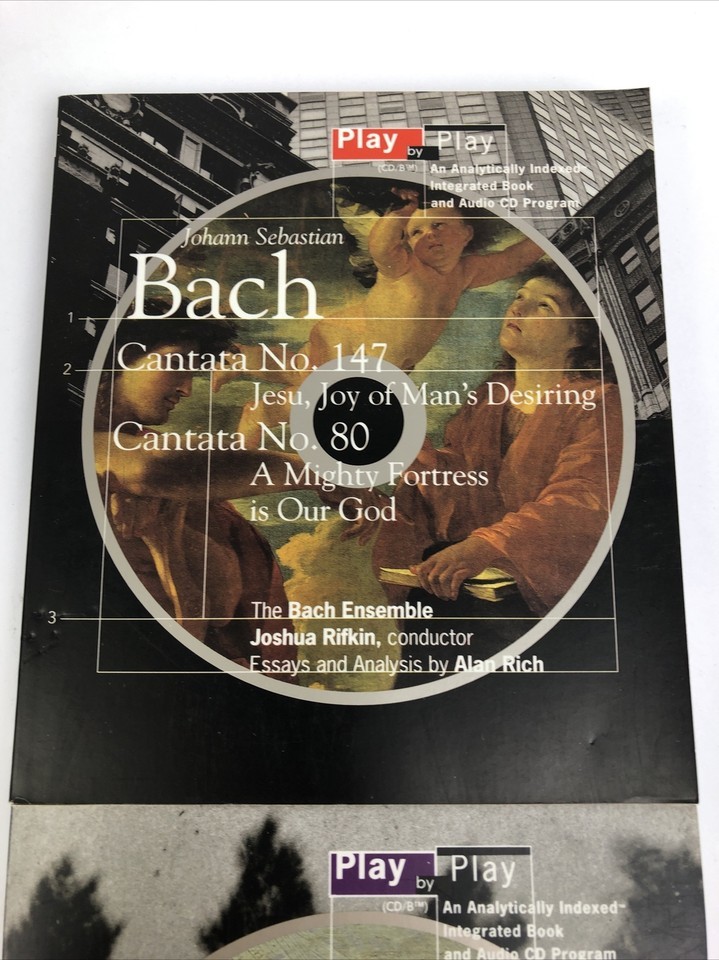 Play by Play
(CD/B™) An Analytically Indexed™
Integrated Book
and Audio CD Program
Johann Sebastian
Bach
1
Cantata No. 147
2
Jesu, Joy of Man's Desiring
Cantata No. 80
A Mighty Fortress
is Our God
The Bach Ensemble
3
Joshua Rifkin, conductor
Essays and Analysis by Alan Rich
Play by Play
(CD/B™) An Analytically Indexed™
Integrated Book
and Audio CD Program